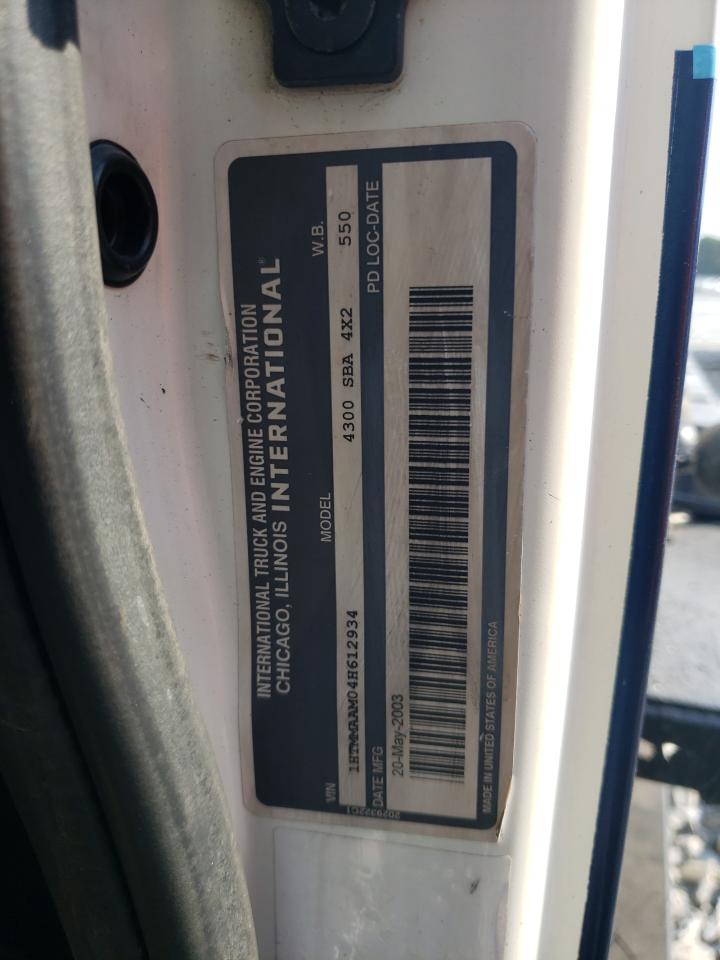 INTERNATIONAL TRUCK AND ENGINE CORPORATION
CHICAGO, ILLINOIS INTERNATIONAL®
VIN MODEL W.B.
1HTMMAAM04H612934 4300 SBA 4X2 550
DATE MFG PD LOC-DATE
20-May-2003
MADE IN UNITED STATES OF AMERICA